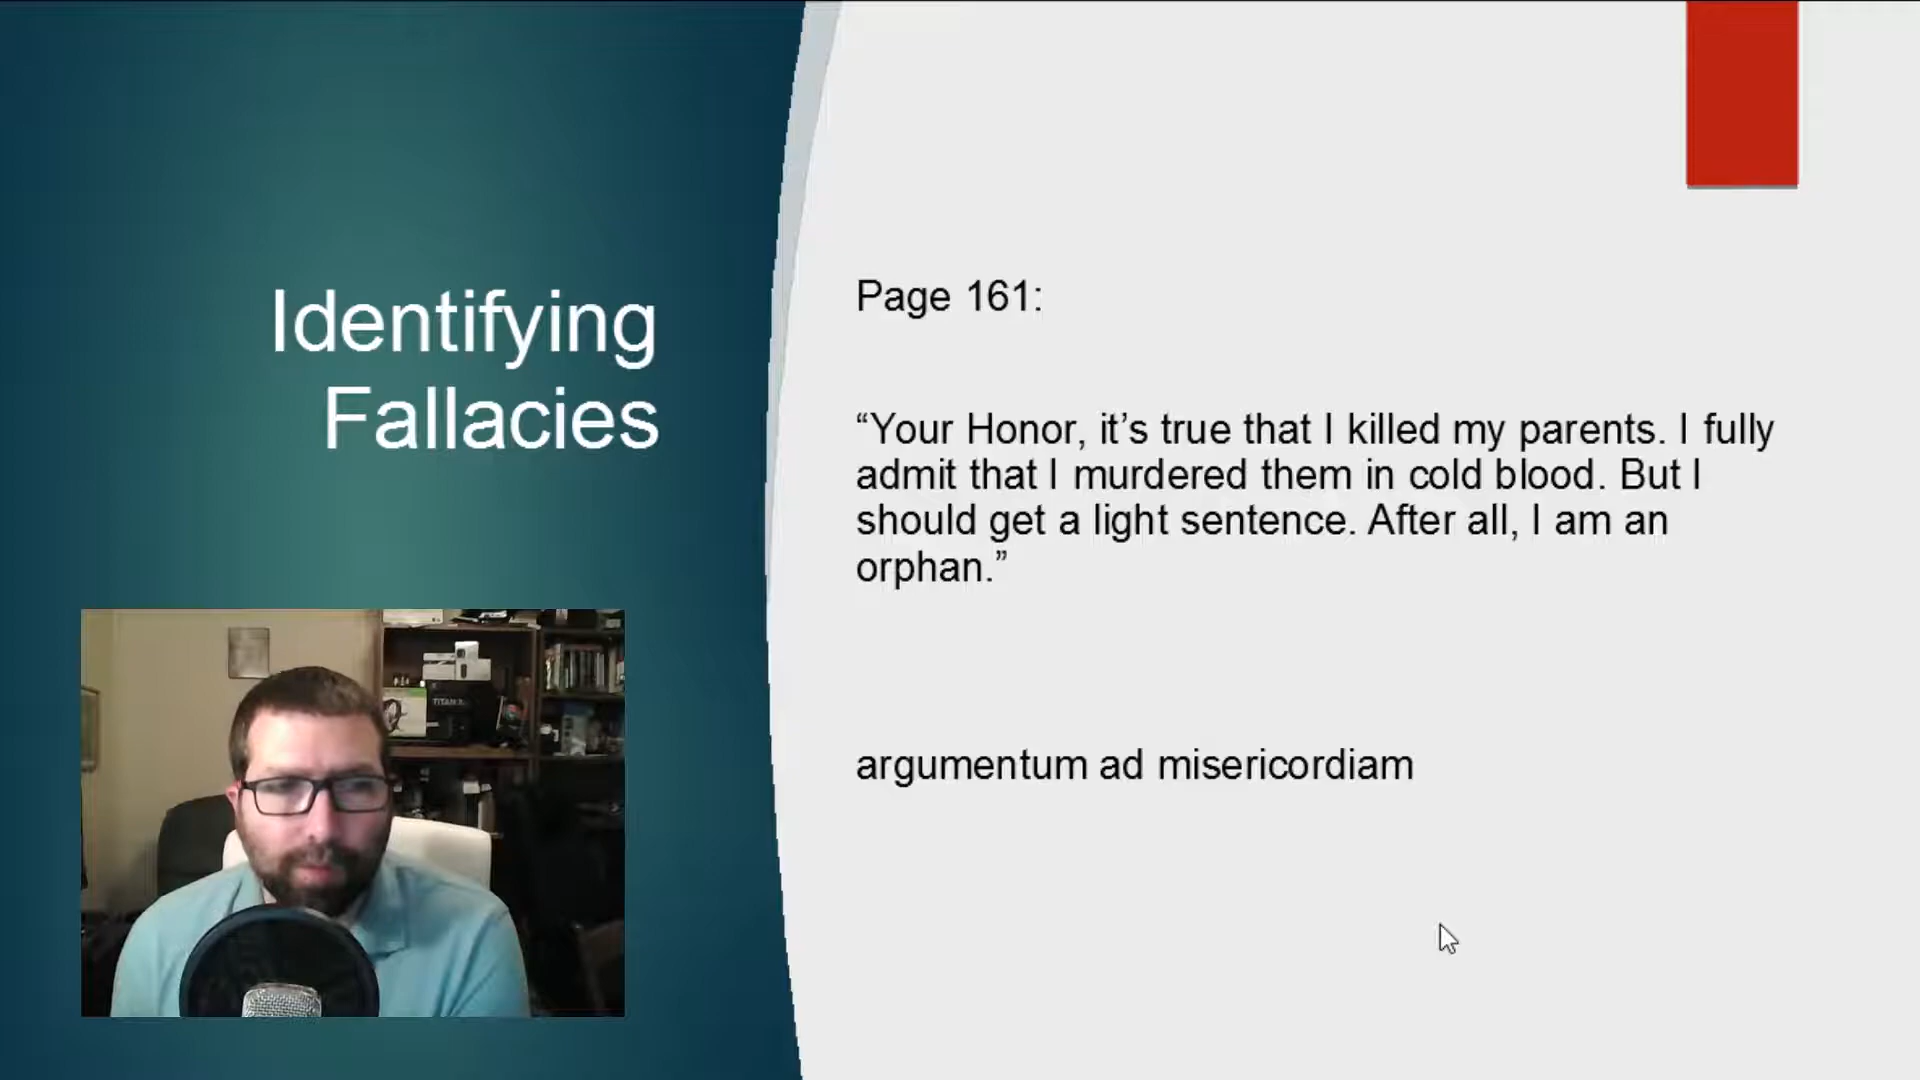 Identifying
Fallacies
Page 161:
“Your Honor, it’s true that I killed my parents. I fully
admit that I murdered them in cold blood. But I
should get a light sentence. After all, I am an
orphan.”
argumentum ad misericordiam
TITAN